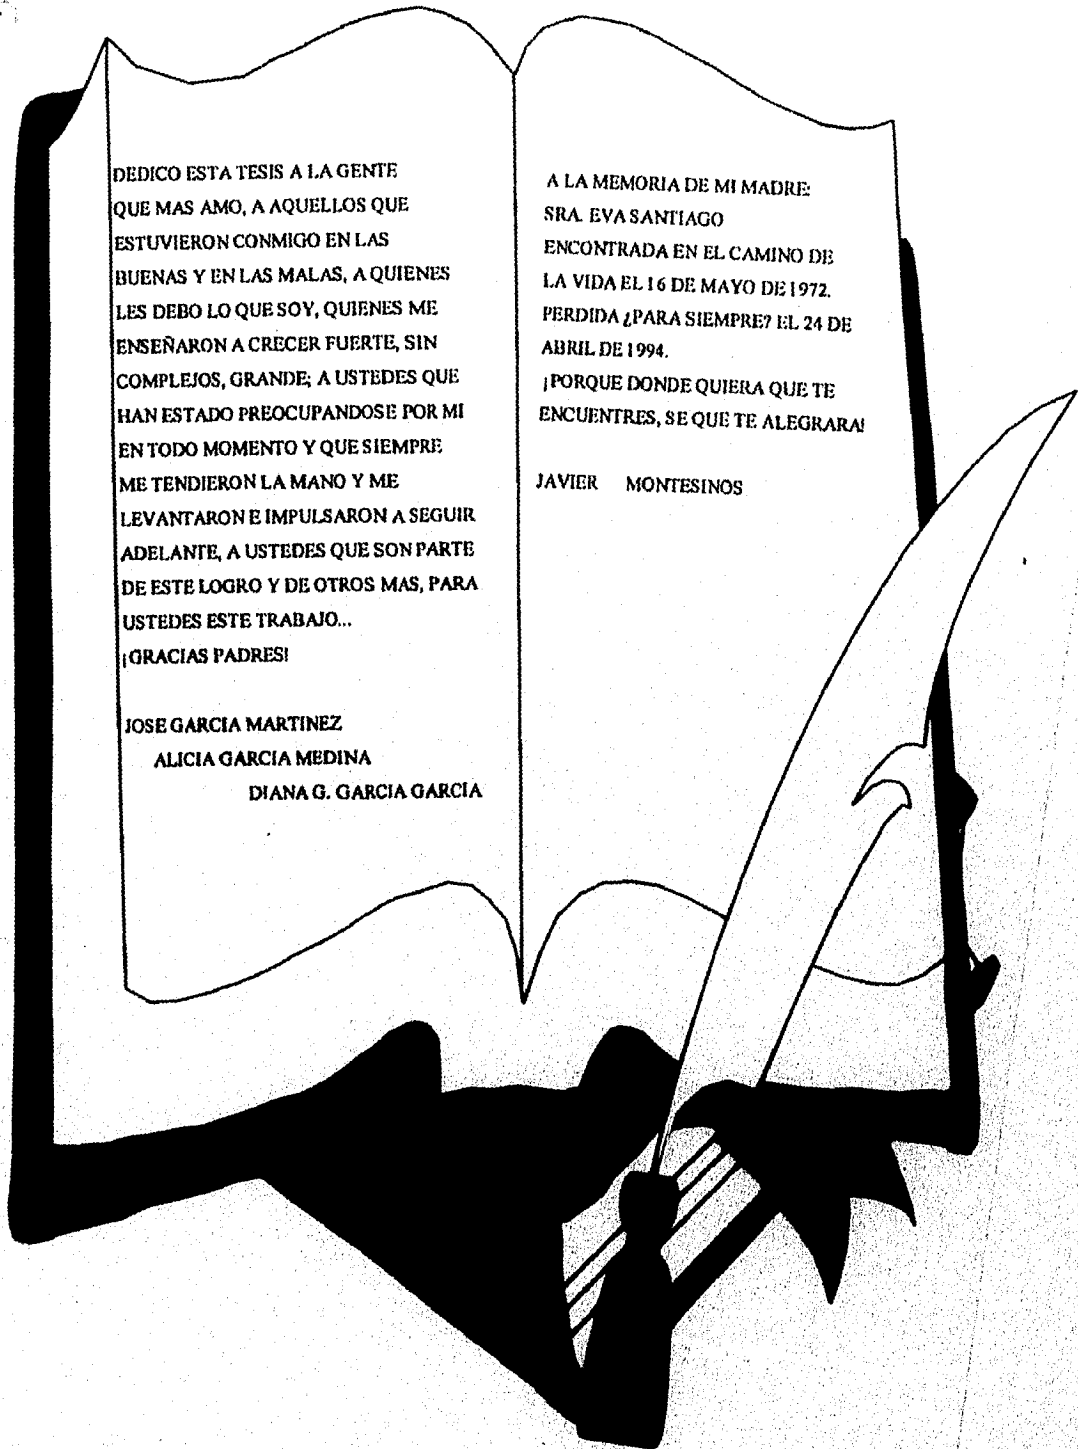 DEDICO ESTA TESIS A LA GENTE
QUE MAS AMO, A AQUELLOS QUE
ESTUVIERON CONMIGO EN LAS
BUENAS Y EN LAS MALAS, A QUIENES
LES DEBO LO QUE SOY, QUIENES ME
ENSEÑARON A CRECER FUERTE, SIN
COMPLEJOS, GRANDE; A USTEDES QUE
HAN ESTADO PREOCUPANDOSE POR MI
EN TODO MOMENTO Y QUE SIEMPRE
ME TENDIERON LA MANO Y ME
LEVANTARON E IMPULSARON A SEGUIR
ADELANTE, A USTEDES QUE SON PARTE
DE ESTE LOGRO Y DE OTROS MAS, PARA
USTEDES ESTE TRABAJO...
¡GRACIAS PADRES!
JOSE GARCIA MARTINEZ
ALICIA GARCIA MEDINA
DIANA G. GARCIA GARCIA
A LA MEMORIA DE MI MADRE:
SRA. EVA SANTIAGO
ENCONTRADA EN EL CAMINO DE
LA VIDA EL 16 DE MAYO DE 1972.
PERDIDA ¿PARA SIEMPRE? EL 24 DE
ABRIL DE 1994.
¡PORQUE DONDE QUIERA QUE TE
ENCUENTRES, SE QUE TE ALEGRARA!
JAVIER MONTESINOS